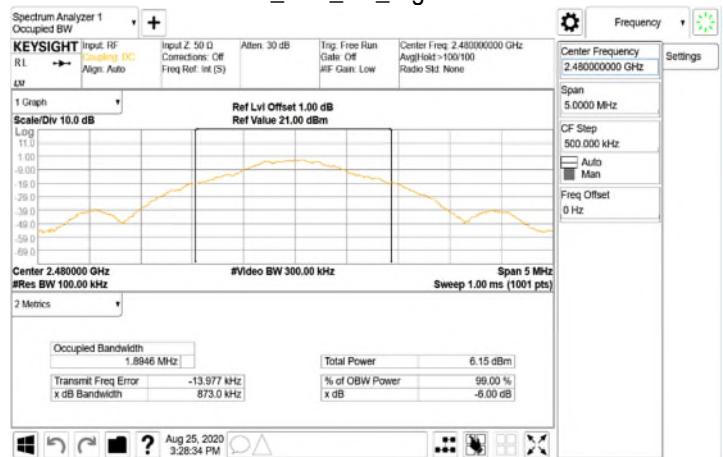 Spectrum Analyzer 1
Occupied BW
KEYSIGHT
RL
Input: RF
Coupling: DC
Align: Auto
Input Z: 50 Ω
Corrections: Off
Freq Ref: Int (S)
Atten: 30 dB
Trig: Free Run
Gate: Off
#IF Gain: Low
Center Freq: 2.480000000 GHz
Avg|Hold:>100/100
Radio Std: None
1 Graph
Scale/Div 10.0 dB
Ref Lvl Offset 1.00 dB
Ref Value 21.00 dBm
Log
11.0
1.00
-9.00
-19.0
-29.0
-39.0
-49.0
-59.0
-69.0
Center 2.480000 GHz
#Res BW 100.00 kHz
#Video BW 300.00 kHz
Span 5 MHz
Sweep 1.00 ms (1001 pts)
2 Metrics
Occupied Bandwidth
1.8946 MHz
Total Power 6.15 dBm
Transmit Freq Error -13.977 kHz
% of OBW Power 99.00 %
x dB Bandwidth 873.0 kHz
x dB -6.00 dB
?
Aug 25, 2020
3:28:34 PM
Frequency
Settings
Center Frequency
2.480000000 GHz
Span
5.0000 MHz
CF Step
500.000 kHz
Auto
Man
Freq Offset
0 Hz